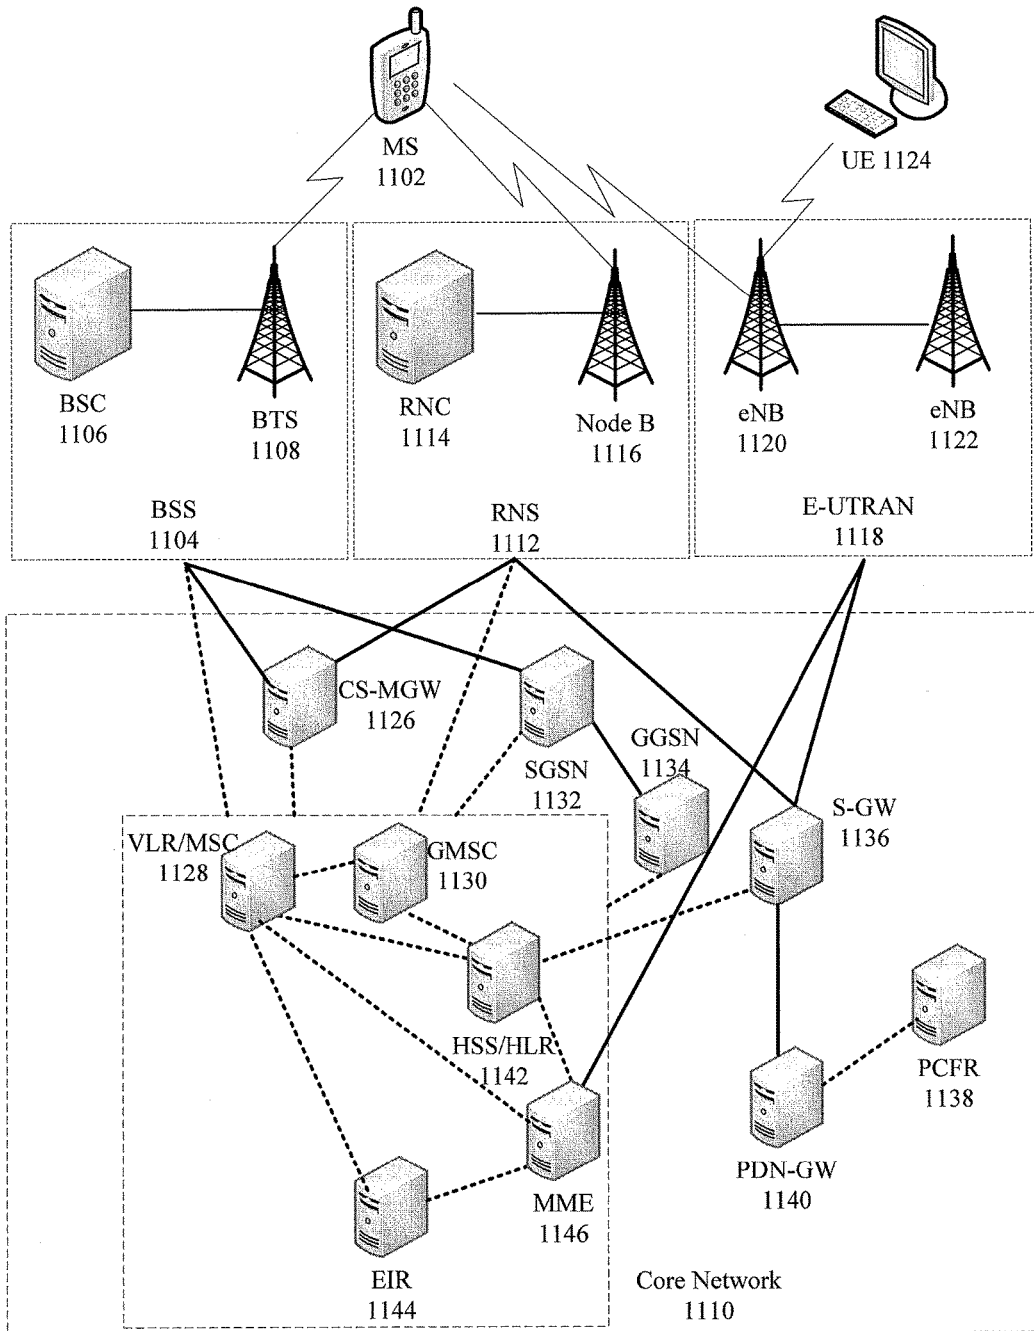 MS
1102
UE 1124
BSC
1106
BTS
1108
RNC
1114
Node B
1116
eNB
1120
eNB
1122
BSS
1104
RNS
1112
E-UTRAN
1118
CS-MGW
1126
SGSN
1132
GGSN
1134
S-GW
1136
VLR/MSC
1128
GMSC
1130
HSS/HLR
1142
PCFR
1138
PDN-GW
1140
MME
1146
EIR
1144
Core Network
1110